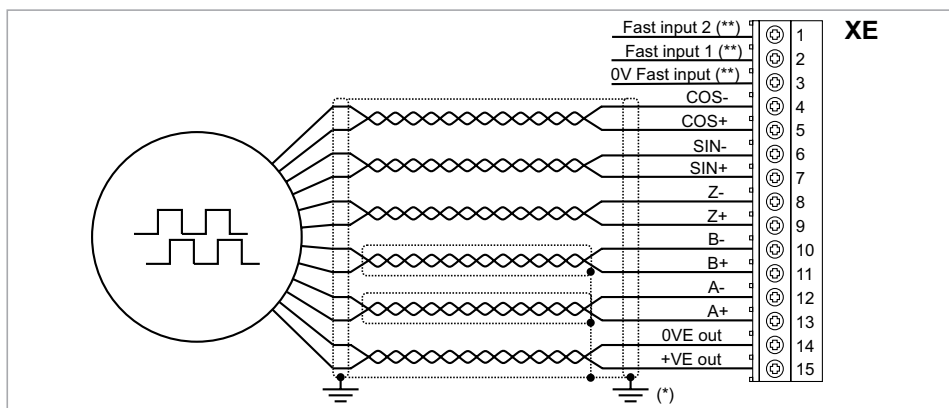 XE
Fast input 2 (**) 1
Fast input 1 (**) 2
0V Fast input (**) 3
COS- 4
COS+ 5
SIN- 6
SIN+ 7
Z- 8
Z+ 9
B- 10
B+ 11
A- 12
A+ 13
0VE out 14
+VE out 15
(*)